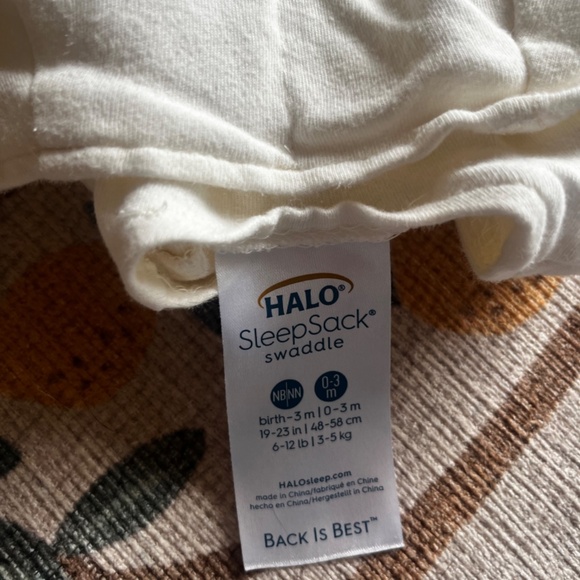 HALO®
SleepSack®
swaddle
NB|NN 0-3 m
birth-3 m | 0-3 m
19-23 in | 48-58 cm
6-12 lb | 3-5 kg
HALOsleep.com
made in China/fabriqué en Chine
hecho en China/Hergestellt in China
BACK IS BEST™